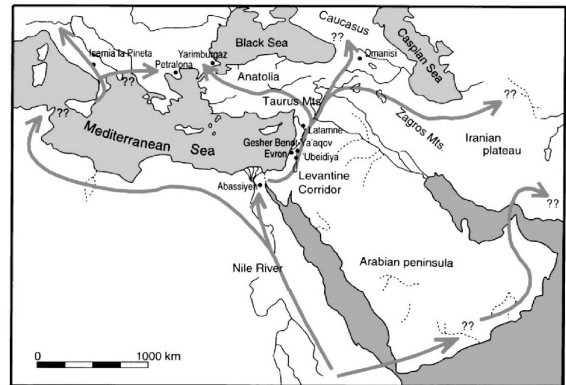 Caucasus
??
Black Sea
Caspian Sea
Isernia la Pineta
Yarimburgaz
Dmanisi
Petralona
??
Anatolia
??
Taurus Mts.
??
Zagros Mts.
Latamne
Mediterranean Sea
Gesher Benot Ya'aqov
Evron
'Ubeidiya
Iranian
plateau
Levantine
Corridor
Abassiyeh
??
Nile River
Arabian peninsula
??
0
1000 km